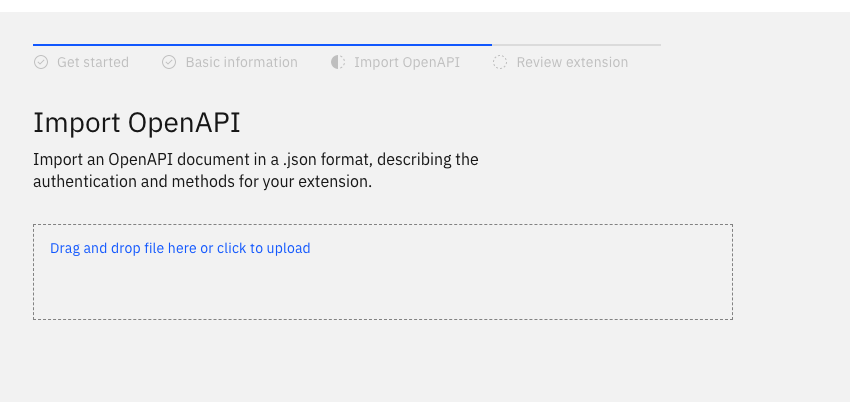 Get started
Basic information
Import OpenAPI
Review extension
Import OpenAPI
Import an OpenAPI document in a .json format, describing the
authentication and methods for your extension.
Drag and drop file here or click to upload